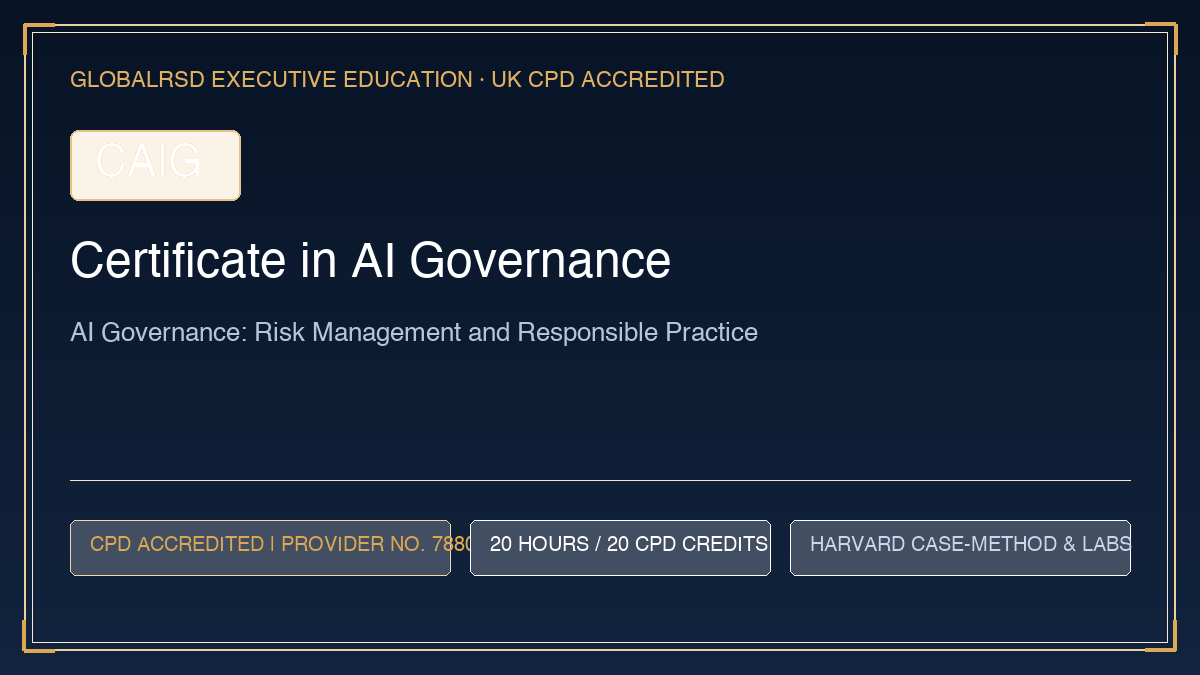 GLOBALRSD EXECUTIVE EDUCATION · UK CPD ACCREDITED
CAIG
Certificate in AI Governance
AI Governance: Risk Management and Responsible Practice
CPD ACCREDITED | PROVIDER NO. 7880
20 HOURS / 20 CPD CREDITS
HARVARD CASE-METHOD & LABS